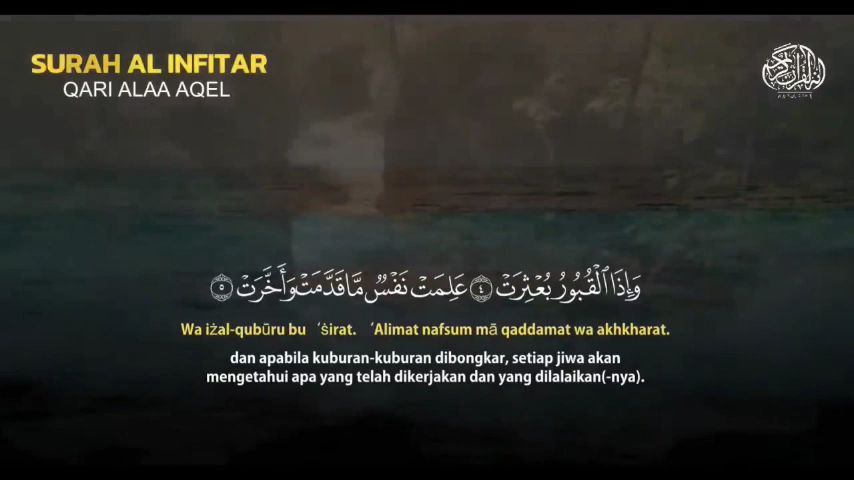 SURAH AL INFITAR
QARI ALAA AQEL
وَإِذَا ٱلْقُبُورُ بُعْثِرَتْ ٤ عَلِمَتْ نَفْسٌ مَّا قَدَّمَتْ وَأَخَّرَتْ ٥
Wa iżal-qubūru bu‘ṡirat. ‘Alimat nafsum mā qaddamat wa akhkharat.
dan apabila kuburan-kuburan dibongkar, setiap jiwa akan
mengetahui apa yang telah dikerjakan dan yang dilalaikan(-nya).